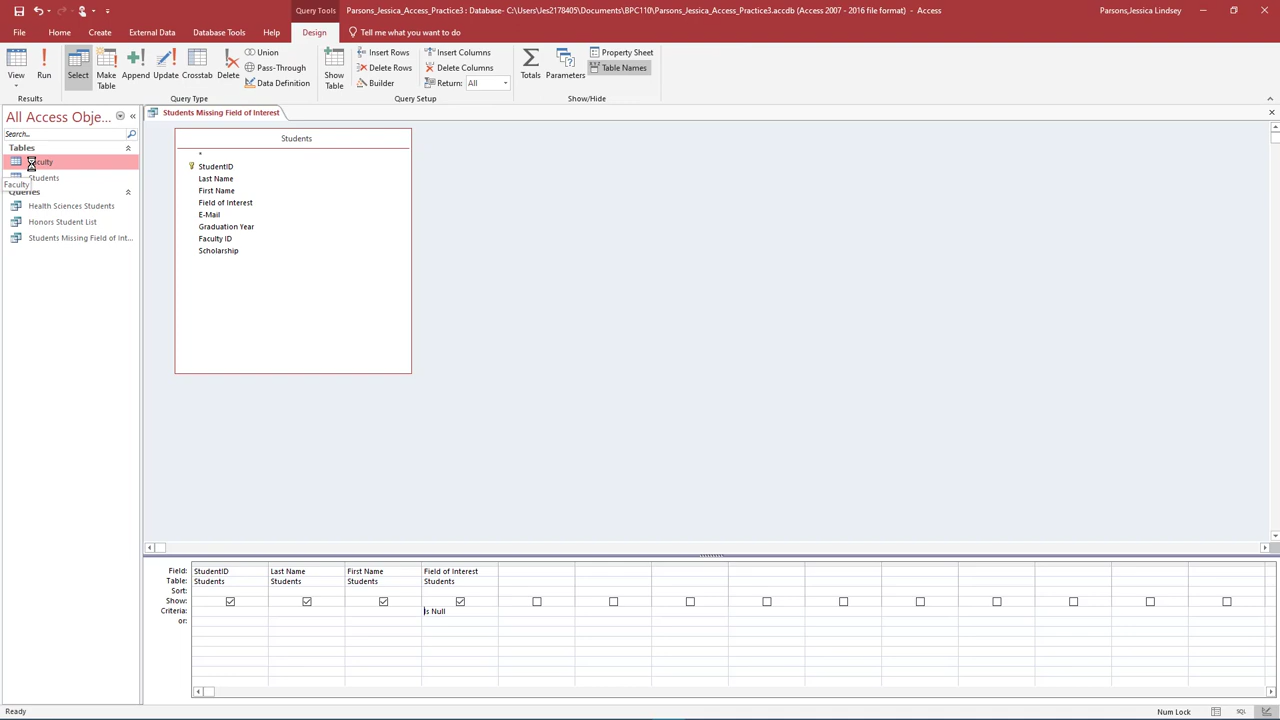 Query Tools
Parsons_Jessica_Access_Practice3 : Database- C:\Users\Jes2178405\Documents\BPC110\Parsons_Jessica_Access_Practice3.accdb (Access 2007 - 2016 file format) - Access
Parsons,Jessica Lindsey
File Home Create External Data Database Tools Help Design Tell me what you want to do
View
Run
Select
Make Table
Append
Update
Crosstab
Delete
Union
Pass-Through
Data Definition
Show Table
Insert Rows
Delete Rows
Builder
Insert Columns
Delete Columns
Return: All
Totals
Parameters
Property Sheet
Table Names
Results
Query Type
Query Setup
Show/Hide
All Access Obje...
Search...
Tables
Faculty
Students
Queries
Health Sciences Students
Honors Student List
Students Missing Field of Int...
Students Missing Field of Interest
Students
*
StudentID
Last Name
First Name
Field of Interest
E-Mail
Graduation Year
Faculty ID
Scholarship
Field: StudentID Last Name First Name Field of Interest
Table: Students Students Students Students
Sort:
Show:
Criteria: Is Null
or:
Ready
Num Lock
SQL